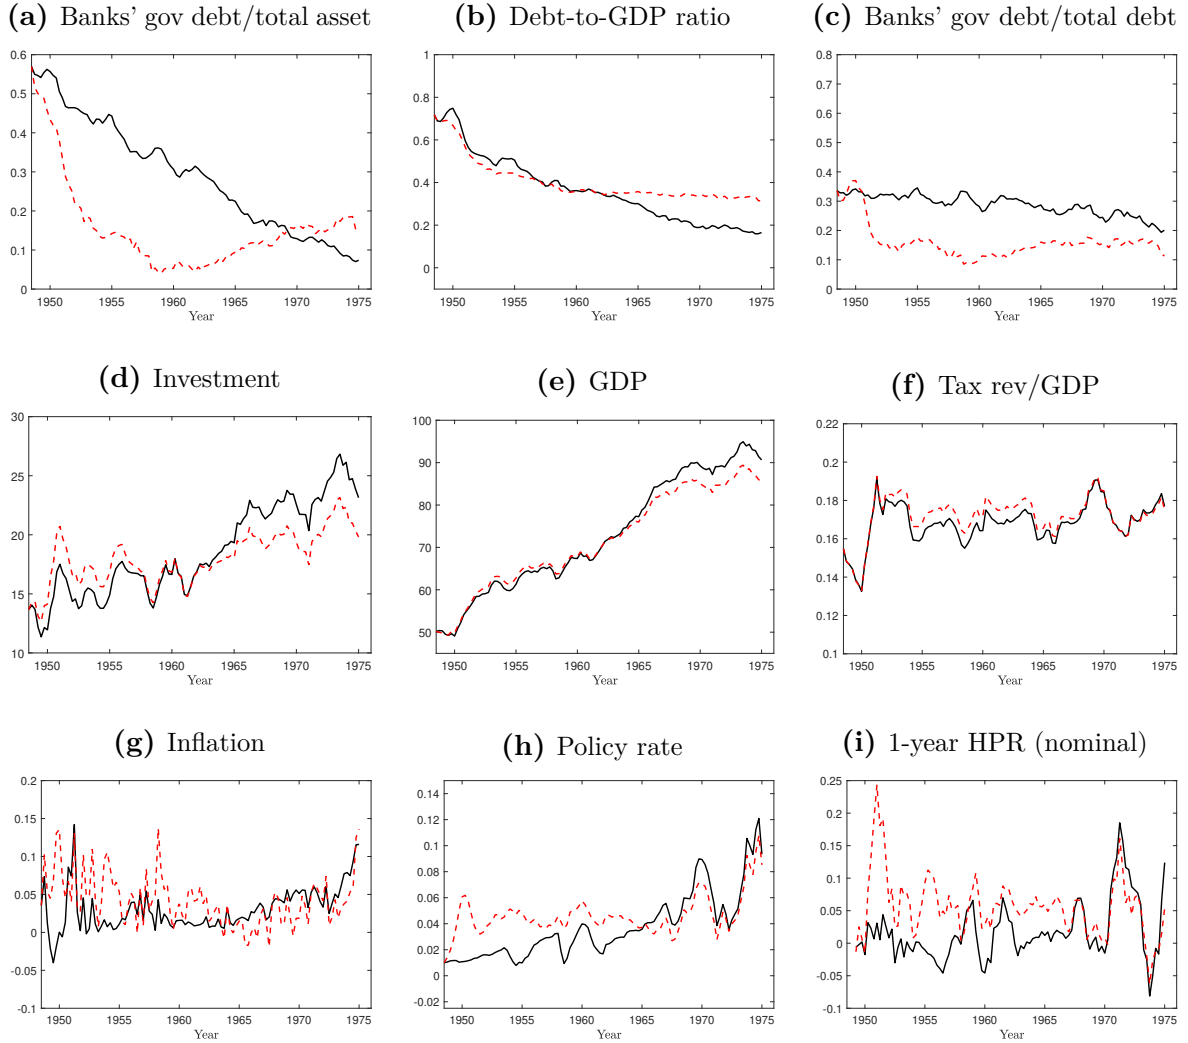 (a) Banks' gov debt/total asset
0.6
0.5
0.4
0.3
0.2
0.1
0
1950 1955 1960 1965 1970 1975
Year
(b) Debt-to-GDP ratio
1
0.8
0.6
0.4
0.2
0
1950 1955 1960 1965 1970 1975
Year
(c) Banks' gov debt/total debt
0.8
0.7
0.6
0.5
0.4
0.3
0.2
0.1
0
1950 1955 1960 1965 1970 1975
Year
(d) Investment
30
25
20
15
10
1950 1955 1960 1965 1970 1975
Year
(e) GDP
100
90
80
70
60
50
1950 1955 1960 1965 1970 1975
Year
(f) Tax rev/GDP
0.22
0.2
0.18
0.16
0.14
0.12
0.1
1950 1955 1960 1965 1970 1975
Year
(g) Inflation
0.2
0.15
0.1
0.05
0
-0.05
-0.1
1950 1955 1960 1965 1970 1975
Year
(h) Policy rate
0.14
0.12
0.1
0.08
0.06
0.04
0.02
0
-0.02
1950 1955 1960 1965 1970 1975
Year
(i) 1-year HPR (nominal)
0.25
0.2
0.15
0.1
0.05
0
-0.05
-0.1
1950 1955 1960 1965 1970 1975
Year